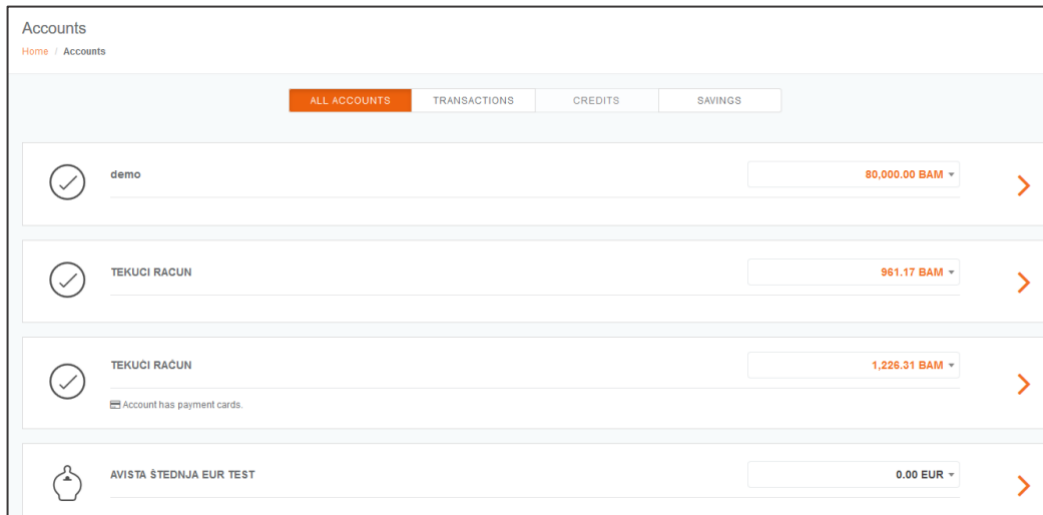 Accounts
Home / Accounts
ALL ACCOUNTS TRANSACTIONS CREDITS SAVINGS
demo 80,000.00 BAM
TEKUCI RACUN 961.17 BAM
TEKUĆI RAČUN 1,226.31 BAM
Account has payment cards.
AVISTA ŠTEDNJA EUR TEST 0.00 EUR